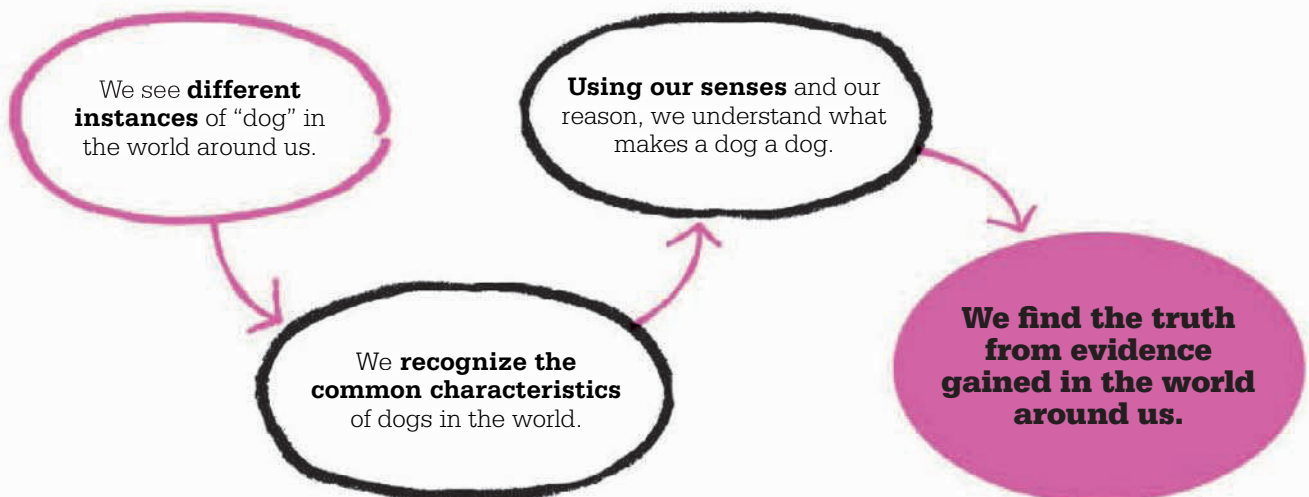 We see different
instances of “dog” in
the world around us.
We recognize the
common characteristics
of dogs in the world.
Using our senses and our
reason, we understand what
makes a dog a dog.
We find the truth
from evidence
gained in the world
around us.